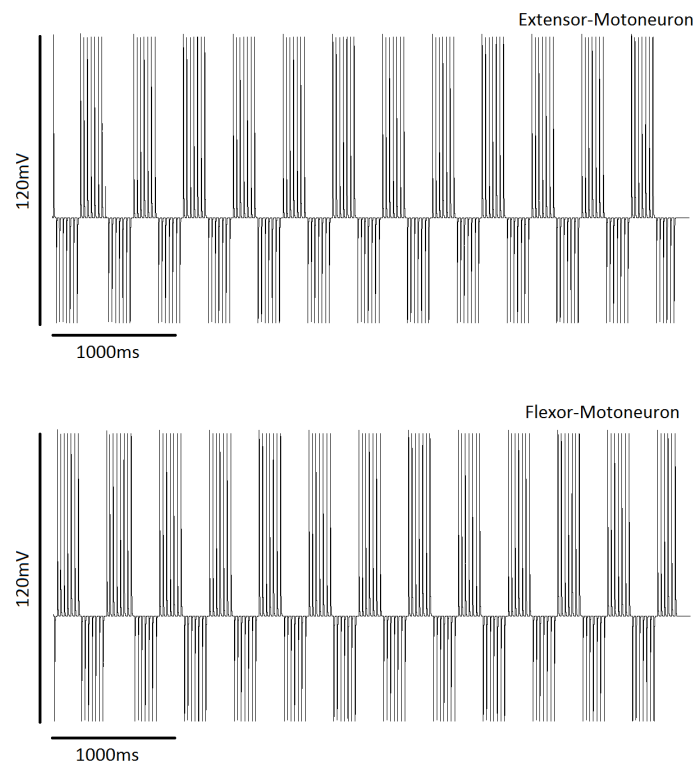 Extensor-Motoneuron
120mV
1000ms
Flexor-Motoneuron
120mV
1000ms